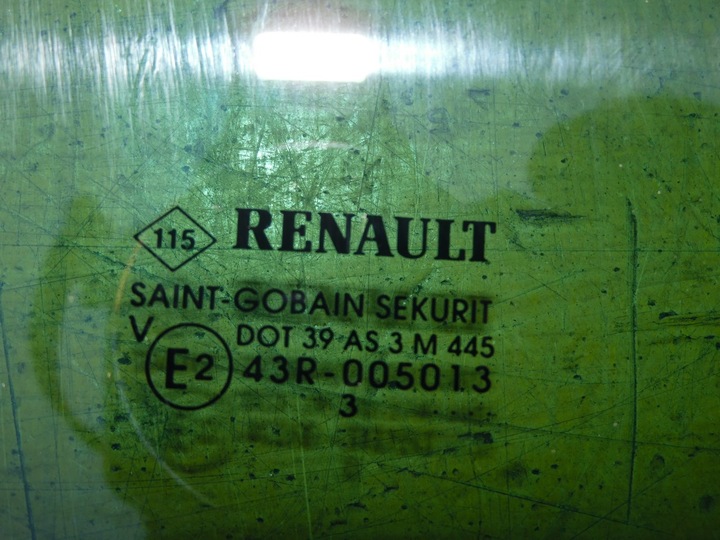 115 RENAULT
SAINT-GOBAIN SEKURIT
V DOT 39 AS 3 M 445
E2 43R-005013
3